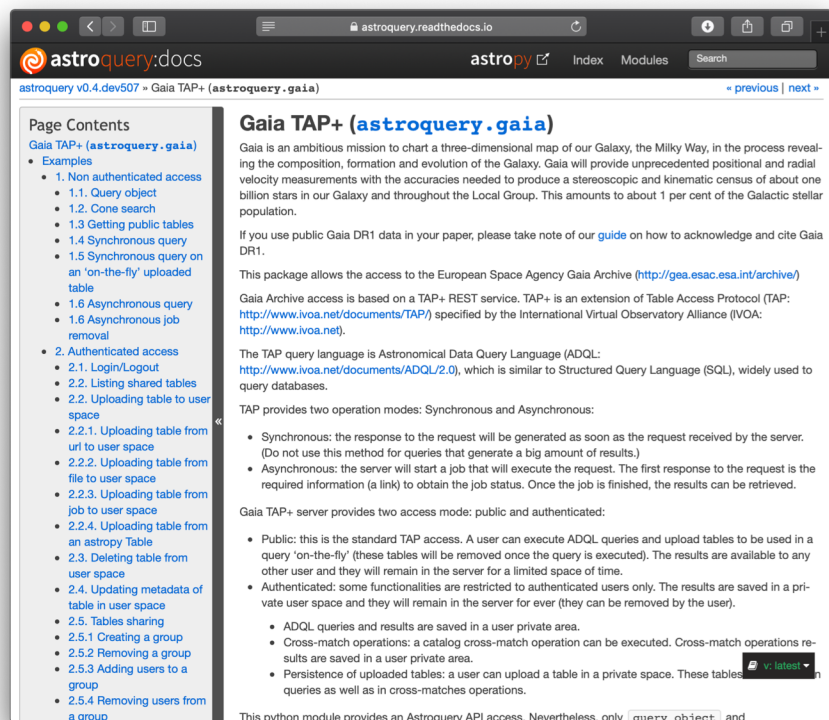 astroquery.readthedocs.io
astroquery:docs
astropy Index Modules Search
astroquery v0.4.dev507 » Gaia TAP+ (astroquery.gaia)
« previous | next »
Page Contents
Gaia TAP+ (astroquery.gaia)
• Examples
• 1. Non authenticated access
• 1.1. Query object
• 1.2. Cone search
• 1.3 Getting public tables
• 1.4 Synchronous query
• 1.5 Synchronous query on
an 'on-the-fly' uploaded
table
• 1.6 Asynchronous query
• 1.6 Asynchronous job
removal
• 2. Authenticated access
• 2.1. Login/Logout
• 2.2. Listing shared tables
• 2.2. Uploading table to user
space
• 2.2.1. Uploading table from
url to user space
• 2.2.2. Uploading table from
file to user space
• 2.2.3. Uploading table from
job to user space
• 2.2.4. Uploading table from
an astropy Table
• 2.3. Deleting table from
user space
• 2.4. Updating metadata of
table in user space
• 2.5. Tables sharing
• 2.5.1 Creating a group
• 2.5.2 Removing a group
• 2.5.3 Adding users to a
group
• 2.5.4 Removing users from
a group
«
Gaia TAP+ (astroquery.gaia)
Gaia is an ambitious mission to chart a three-dimensional map of our Galaxy, the Milky Way, in the process reveal-
ing the composition, formation and evolution of the Galaxy. Gaia will provide unprecedented positional and radial
velocity measurements with the accuracies needed to produce a stereoscopic and kinematic census of about one
billion stars in our Galaxy and throughout the Local Group. This amounts to about 1 per cent of the Galactic stellar
population.
If you use public Gaia DR1 data in your paper, please take note of our guide on how to acknowledge and cite Gaia
DR1.
This package allows the access to the European Space Agency Gaia Archive (http://gea.esac.esa.int/archive/)
Gaia Archive access is based on a TAP+ REST service. TAP+ is an extension of Table Access Protocol (TAP:
http://www.ivoa.net/documents/TAP/) specified by the International Virtual Observatory Alliance (IVOA:
http://www.ivoa.net).
The TAP query language is Astronomical Data Query Language (ADQL:
http://www.ivoa.net/documents/ADQL/2.0), which is similar to Structured Query Language (SQL), widely used to
query databases.
TAP provides two operation modes: Synchronous and Asynchronous:
• Synchronous: the response to the request will be generated as soon as the request received by the server.
(Do not use this method for queries that generate a big amount of results.)
• Asynchronous: the server will start a job that will execute the request. The first response to the request is the
required information (a link) to obtain the job status. Once the job is finished, the results can be retrieved.
Gaia TAP+ server provides two access mode: public and authenticated:
• Public: this is the standard TAP access. A user can execute ADQL queries and upload tables to be used in a
query 'on-the-fly' (these tables will be removed once the query is executed). The results are available to any
other user and they will remain in the server for a limited space of time.
• Authenticated: some functionalities are restricted to authenticated users only. The results are saved in a pri-
vate user space and they will remain in the server for ever (they can be removed by the user).
• ADQL queries and results are saved in a user private area.
• Cross-match operations: a catalog cross-match operation can be executed. Cross-match operations re-
sults are saved in a user private area.
• Persistence of uploaded tables: a user can upload a table in a private space. These tables
queries as well as in cross-matches operations.
v: latest
This python module provides an Astroquery API access. Nevertheless, only query_object and